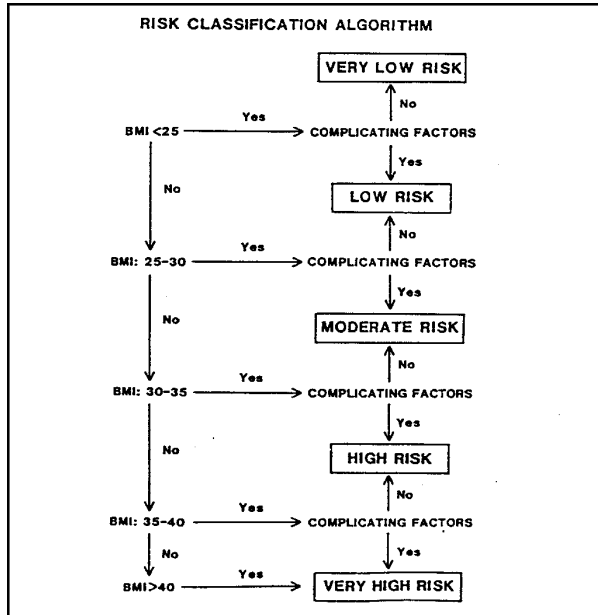 RISK CLASSIFICATION ALGORITHM
VERY LOW RISK
No
Yes
BMI <25
COMPLICATING FACTORS
Yes
No
LOW RISK
No
Yes
BMI: 25-30
COMPLICATING FACTORS
Yes
No
MODERATE RISK
No
Yes
BMI: 30-35
COMPLICATING FACTORS
Yes
No
HIGH RISK
No
Yes
BMI: 35-40
COMPLICATING FACTORS
No
Yes
Yes
BMI>40
VERY HIGH RISK